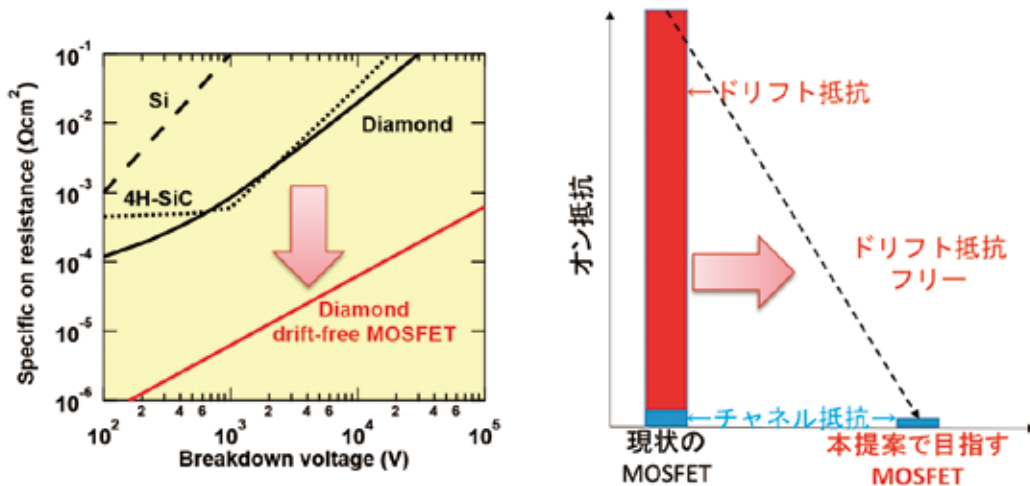 Specific on resistance (Ωcm²)
10⁻¹
10⁻²
10⁻³
10⁻⁴
10⁻⁵
10⁻⁶
Si
Diamond
4H-SiC
Diamond
drift-free MOSFET
2 4 6 2 4 6 2 4 6
10² 10³ 10⁴ 10⁵
Breakdown voltage (V)
オン抵抗
←ドリフト抵抗
ドリフト抵抗
フリー
←チャネル抵抗→
現状の
MOSFET
本提案で目指す
MOSFET